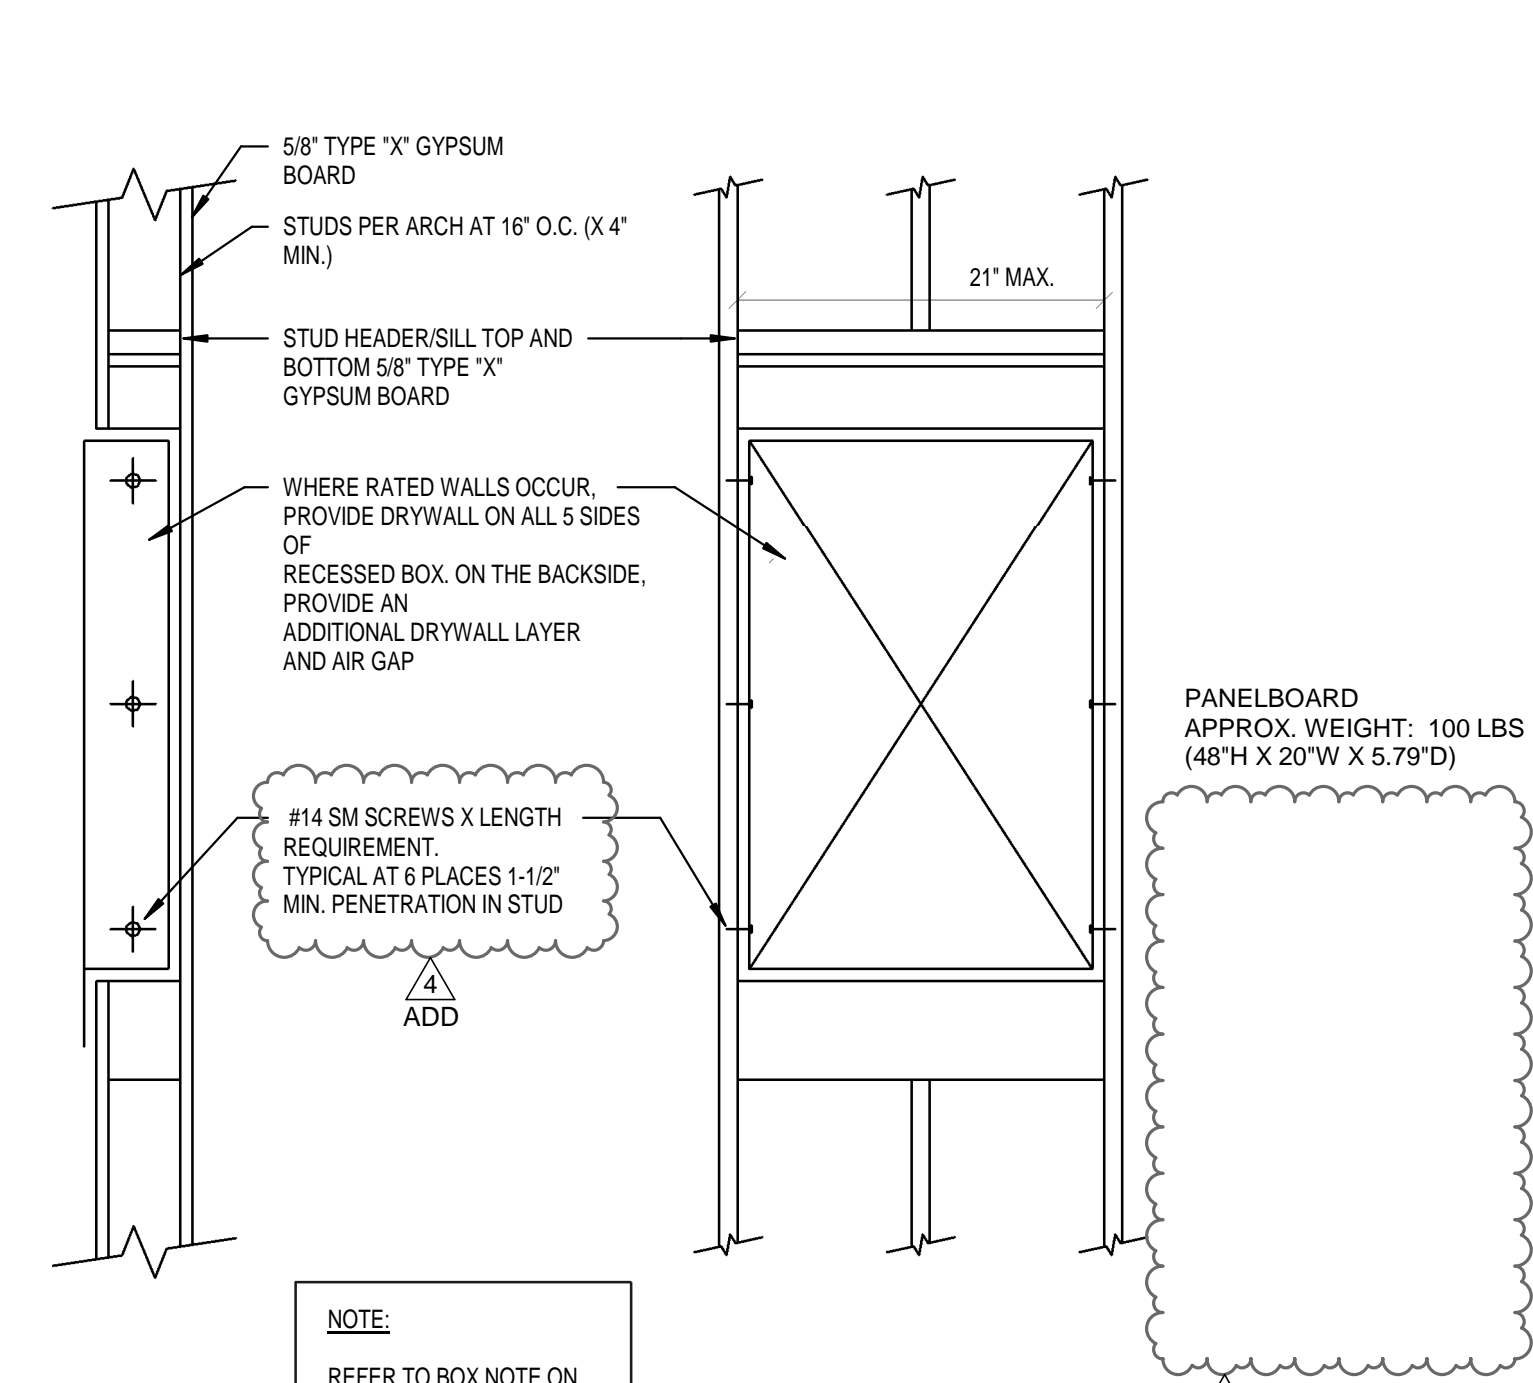 5/8" TYPE "X" GYPSUM
BOARD
STUDS PER ARCH AT 16" O.C. (X 4"
MIN.)
21" MAX.
STUD HEADER/SILL TOP AND
BOTTOM 5/8" TYPE "X"
GYPSUM BOARD
WHERE RATED WALLS OCCUR,
PROVIDE DRYWALL ON ALL 5 SIDES
OF
RECESSED BOX. ON THE BACKSIDE,
PROVIDE AN
ADDITIONAL DRYWALL LAYER
AND AIR GAP
PANELBOARD
APPROX. WEIGHT: 100 LBS
(48"H X 20"W X 5.79"D)
#14 SM SCREWS X LENGTH
REQUIREMENT.
TYPICAL AT 6 PLACES 1-1/2"
MIN. PENETRATION IN STUD
4
ADD
NOTE:
REFER TO BOX NOTE ON